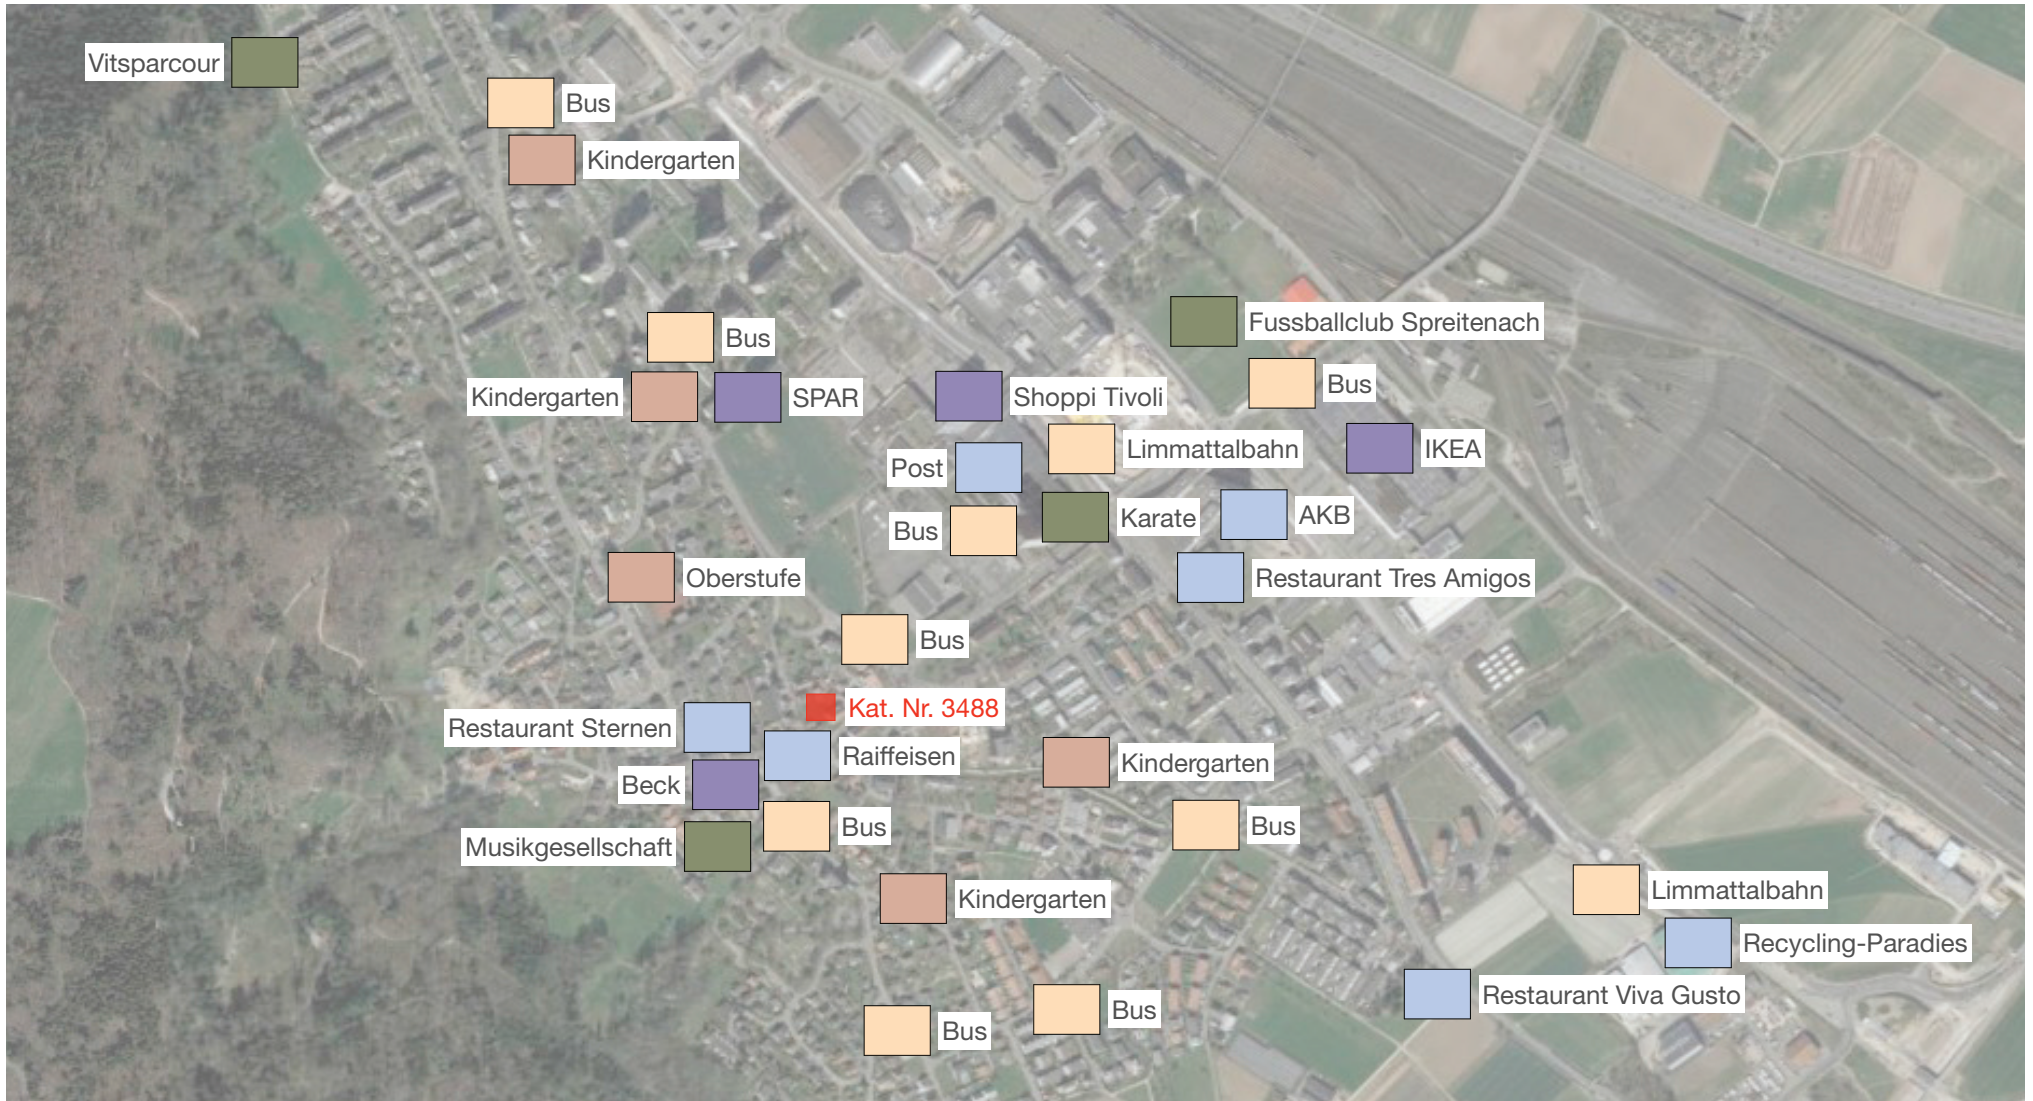 Vitsparcour
Bus
Kindergarten
Fussballclub Spreitenach
Bus
Bus
Kindergarten
SPAR
Shoppi Tivoli
Limmattalbahn
IKEA
Post
Karate
AKB
Bus
Oberstufe
Restaurant Tres Amigos
Bus
Kat. Nr. 3488
Restaurant Sternen
Raiffeisen
Kindergarten
Beck
Bus
Bus
Musikgesellschaft
Limmattalbahn
Kindergarten
Recycling-Paradies
Restaurant Viva Gusto
Bus
Bus